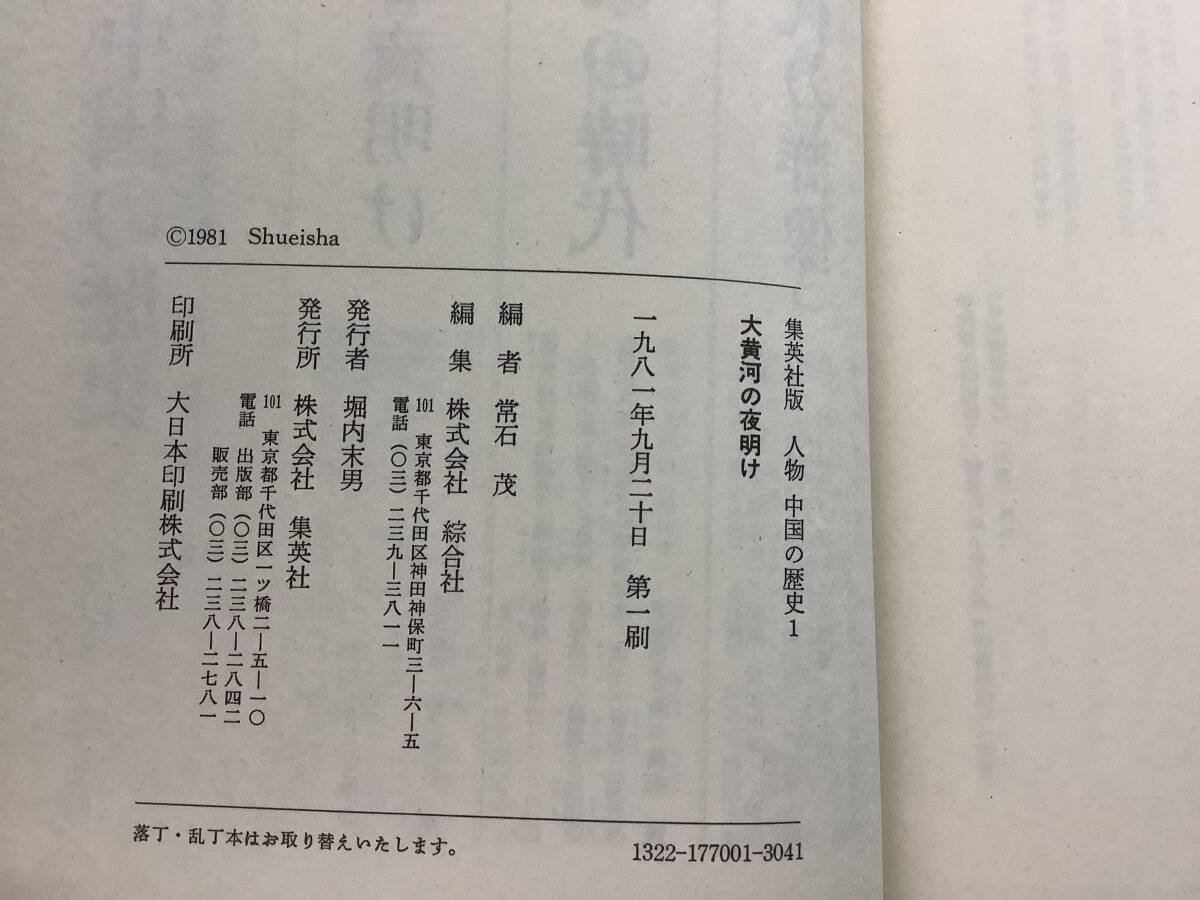 ©1981 Shueisha
集英社版 人物 中国の歴史1
大黄河の夜明け
一九八一年九月二十日 第一刷
編者 常石 茂
編集 株式会社 綜合社
101 東京都千代田区神田神保町三―六―五
電話 (〇三)二三九―三八一一
発行者 堀内末男
発行所 株式会社 集英社
101 東京都千代田区一ツ橋二―五―一〇
電話 出版部(〇三)二三八―二八四二
販売部(〇三)二三八―二七八一
印刷所 大日本印刷株式会社
落丁・乱丁本はお取り替えいたします。
1322-177001-3041